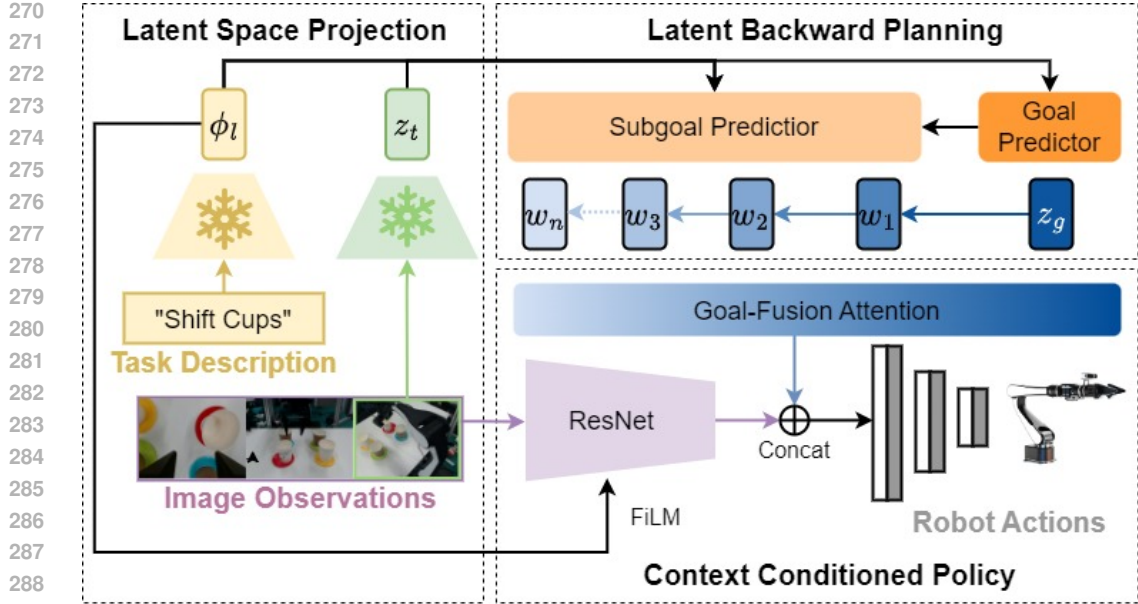 270
271
272
273
274
275
276
277
278
279
280
281
282
283
284
285
286
287
288
Latent Space Projection
ϕl
zt
"Shift Cups"
Task Description
Image Observations
Latent Backward Planning
Subgoal Predictior
Goal
Predictor
wn
w3
w2
w1
zg
Goal-Fusion Attention
ResNet
Concat
FiLM
Robot Actions
Context Conditioned Policy